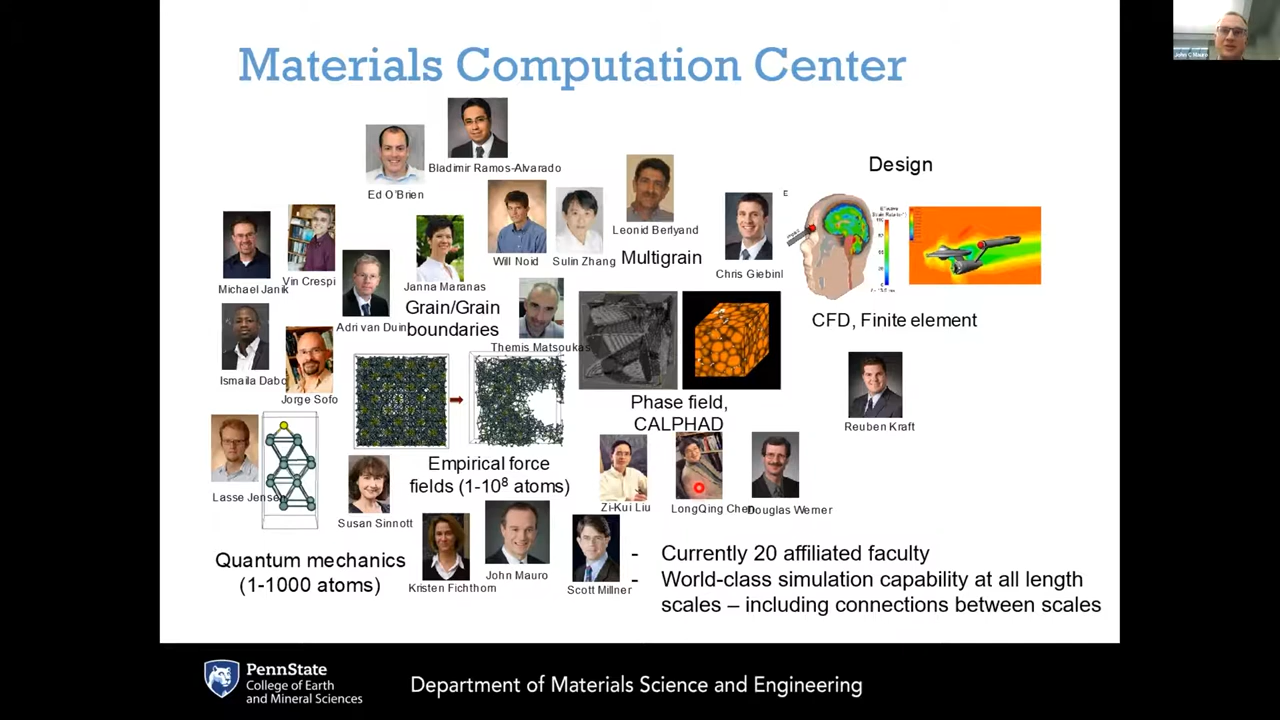 Materials Computation Center
John C Mauro
Bladimir Ramos-Alvarado
Ed O'Brien
Design
E
Leonid Berlyand
Will Noid
Sulin Zhang
Multigrain
Chris Giebinl
Michael Janik
Vin Crespi
Janna Maranas
Adri van Duin
Grain/Grain
boundaries
Themis Matsoukas
CFD, Finite element
Ismaila Dabo
Jorge Sofo
Phase field,
CALPHAD
Reuben Kraft
Empirical force
fields (1-10⁸ atoms)
Lasse Jensen
Susan Sinnott
Zi-Kui Liu
LongQing Chen
Douglas Werner
Quantum mechanics
(1-1000 atoms)
Kristen Fichthorn
John Mauro
Scott Millner
- Currently 20 affiliated faculty
- World-class simulation capability at all length
scales – including connections between scales
PennState
College of Earth
and Mineral Sciences
Department of Materials Science and Engineering